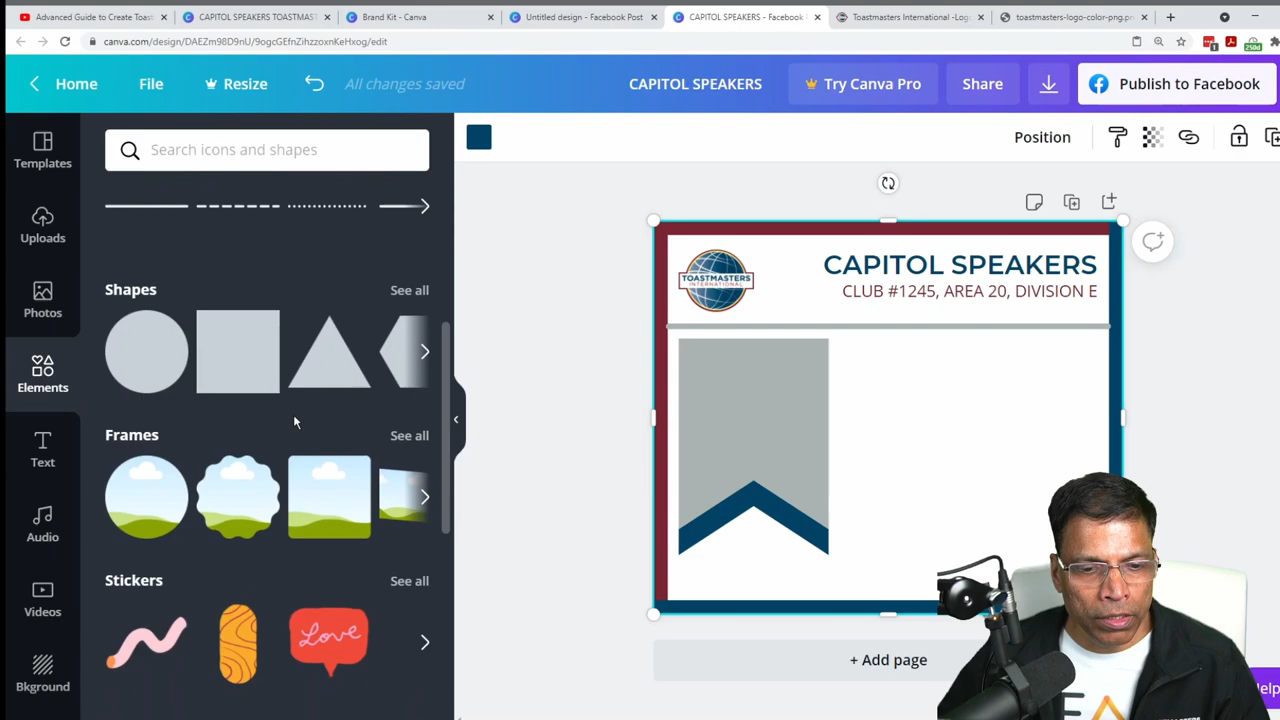 Advanced Guide to Create Toast
CAPITOL SPEAKERS TOASTMAST
Brand Kit - Canva
Untitled design - Facebook Post
CAPITOL SPEAKERS - Facebook
Toastmasters International -Log
toastmasters-logo-color-png.pn
canva.com/design/DAEZm98D9nU/9ogcGEfnZihzzoxnKeHxog/edit
Home
File
Resize
All changes saved
CAPITOL SPEAKERS
Try Canva Pro
Share
Publish to Facebook
Templates
Uploads
Photos
Elements
Text
Audio
Videos
Bkground
Search icons and shapes
Shapes
See all
Frames
See all
Stickers
See all
Love
Position
TOASTMASTERS
INTERNATIONAL
CAPITOL SPEAKERS
CLUB #1245, AREA 20, DIVISION E
+ Add page
Help